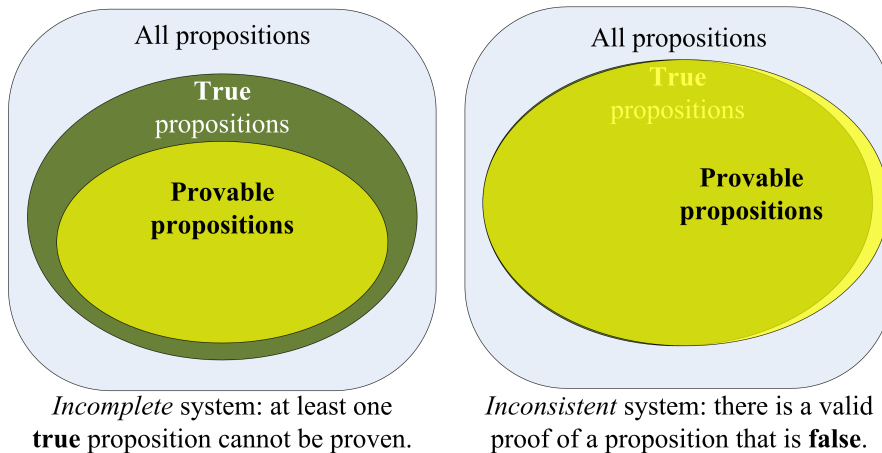 All propositions
True
propositions
Provable
propositions
Incomplete system: at least one
true proposition cannot be proven.
All propositions
True
propositions
Provable
propositions
Inconsistent system: there is a valid
proof of a proposition that is false.